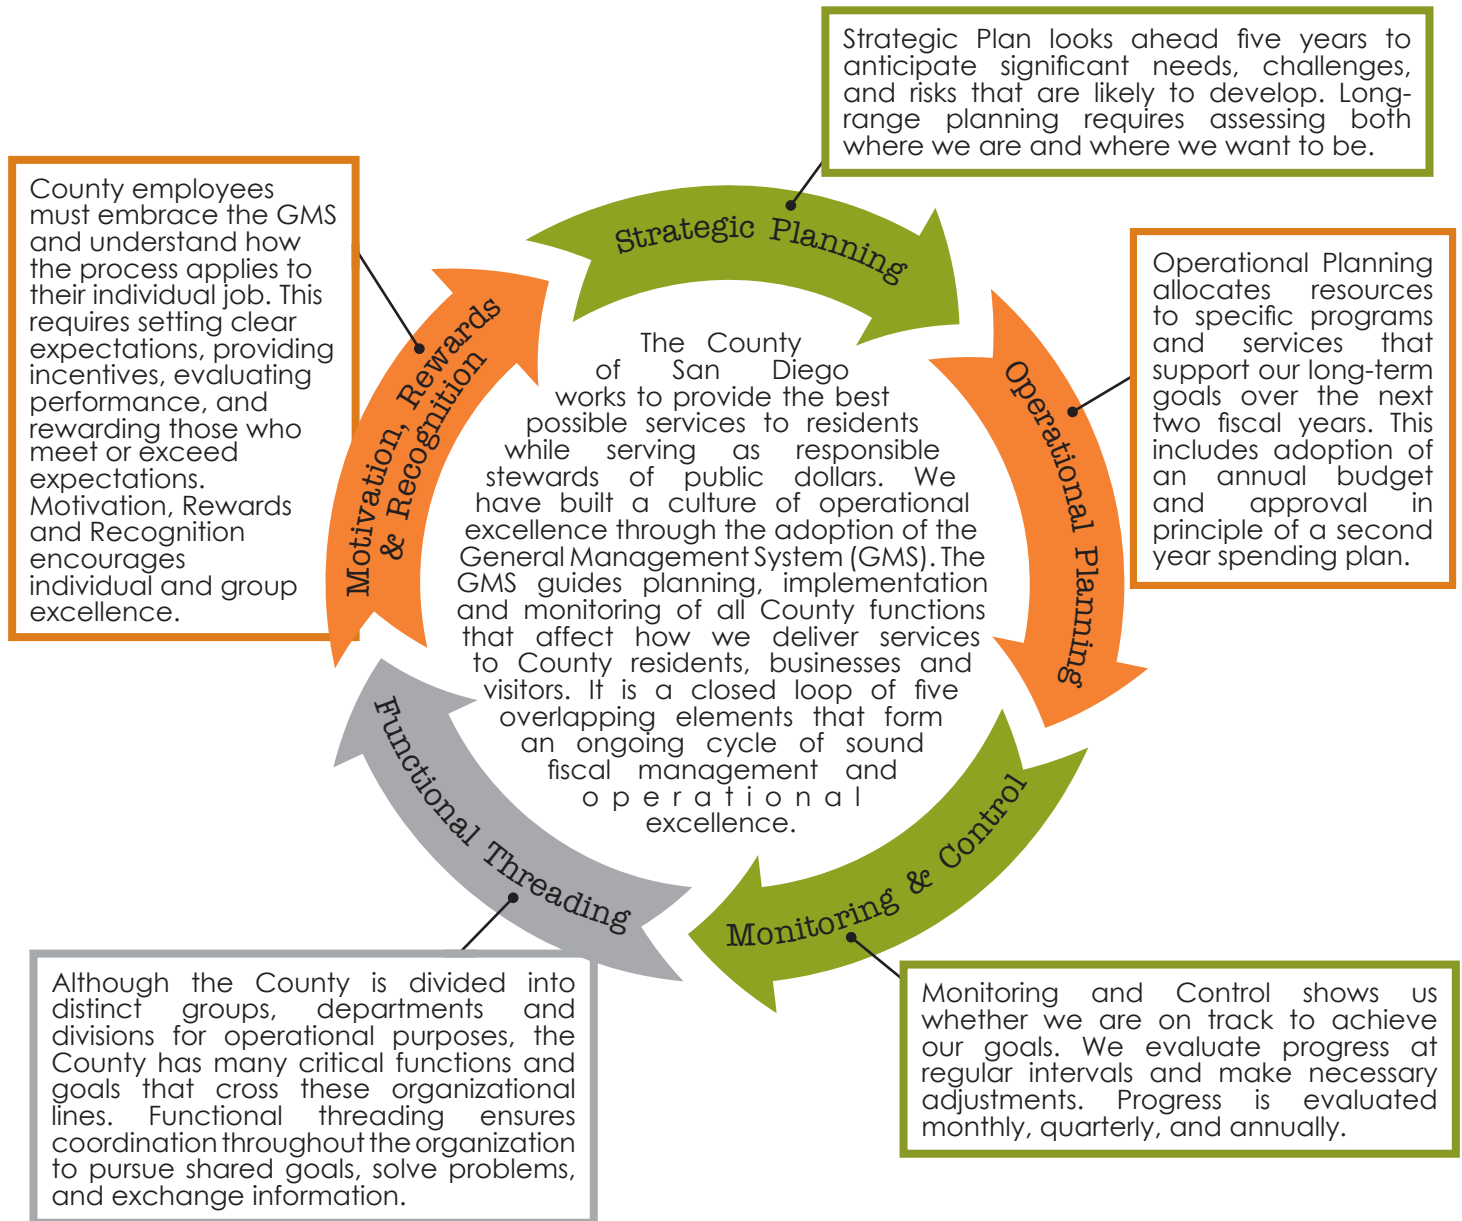 Strategic Plan looks ahead five years to
anticipate significant needs, challenges,
and risks that are likely to develop. Long-
range planning requires assessing both
where we are and where we want to be.
County employees
must embrace the GMS
and understand how
the process applies to
their individual job. This
requires setting clear
expectations, providing
incentives, evaluating
performance, and
rewarding those who
meet or exceed
expectations.
Motivation, Rewards
and Recognition
encourages
individual and group
excellence.
Strategic Planning
Operational Planning
allocates resources
to specific programs
and services that
support our long-term
goals over the next
two fiscal years. This
includes adoption of
an annual budget
and approval in
principle of a second
year spending plan.
Motivation, Rewards
& Recognition
Operational Planning
The County
of San Diego
works to provide the best
possible services to residents
while serving as responsible
stewards of public dollars. We
have built a culture of operational
excellence through the adoption of the
General Management System (GMS). The
GMS guides planning, implementation
and monitoring of all County functions
that affect how we deliver services
to County residents, businesses and
visitors. It is a closed loop of five
overlapping elements that form
an ongoing cycle of sound
fiscal management and
operational
excellence.
Functional Threading
Monitoring & Control
Although the County is divided into
distinct groups, departments and
divisions for operational purposes, the
County has many critical functions and
goals that cross these organizational
lines. Functional threading ensures
coordination throughout the organization
to pursue shared goals, solve problems,
and exchange information.
Monitoring and Control shows us
whether we are on track to achieve
our goals. We evaluate progress at
regular intervals and make necessary
adjustments. Progress is evaluated
monthly, quarterly, and annually.